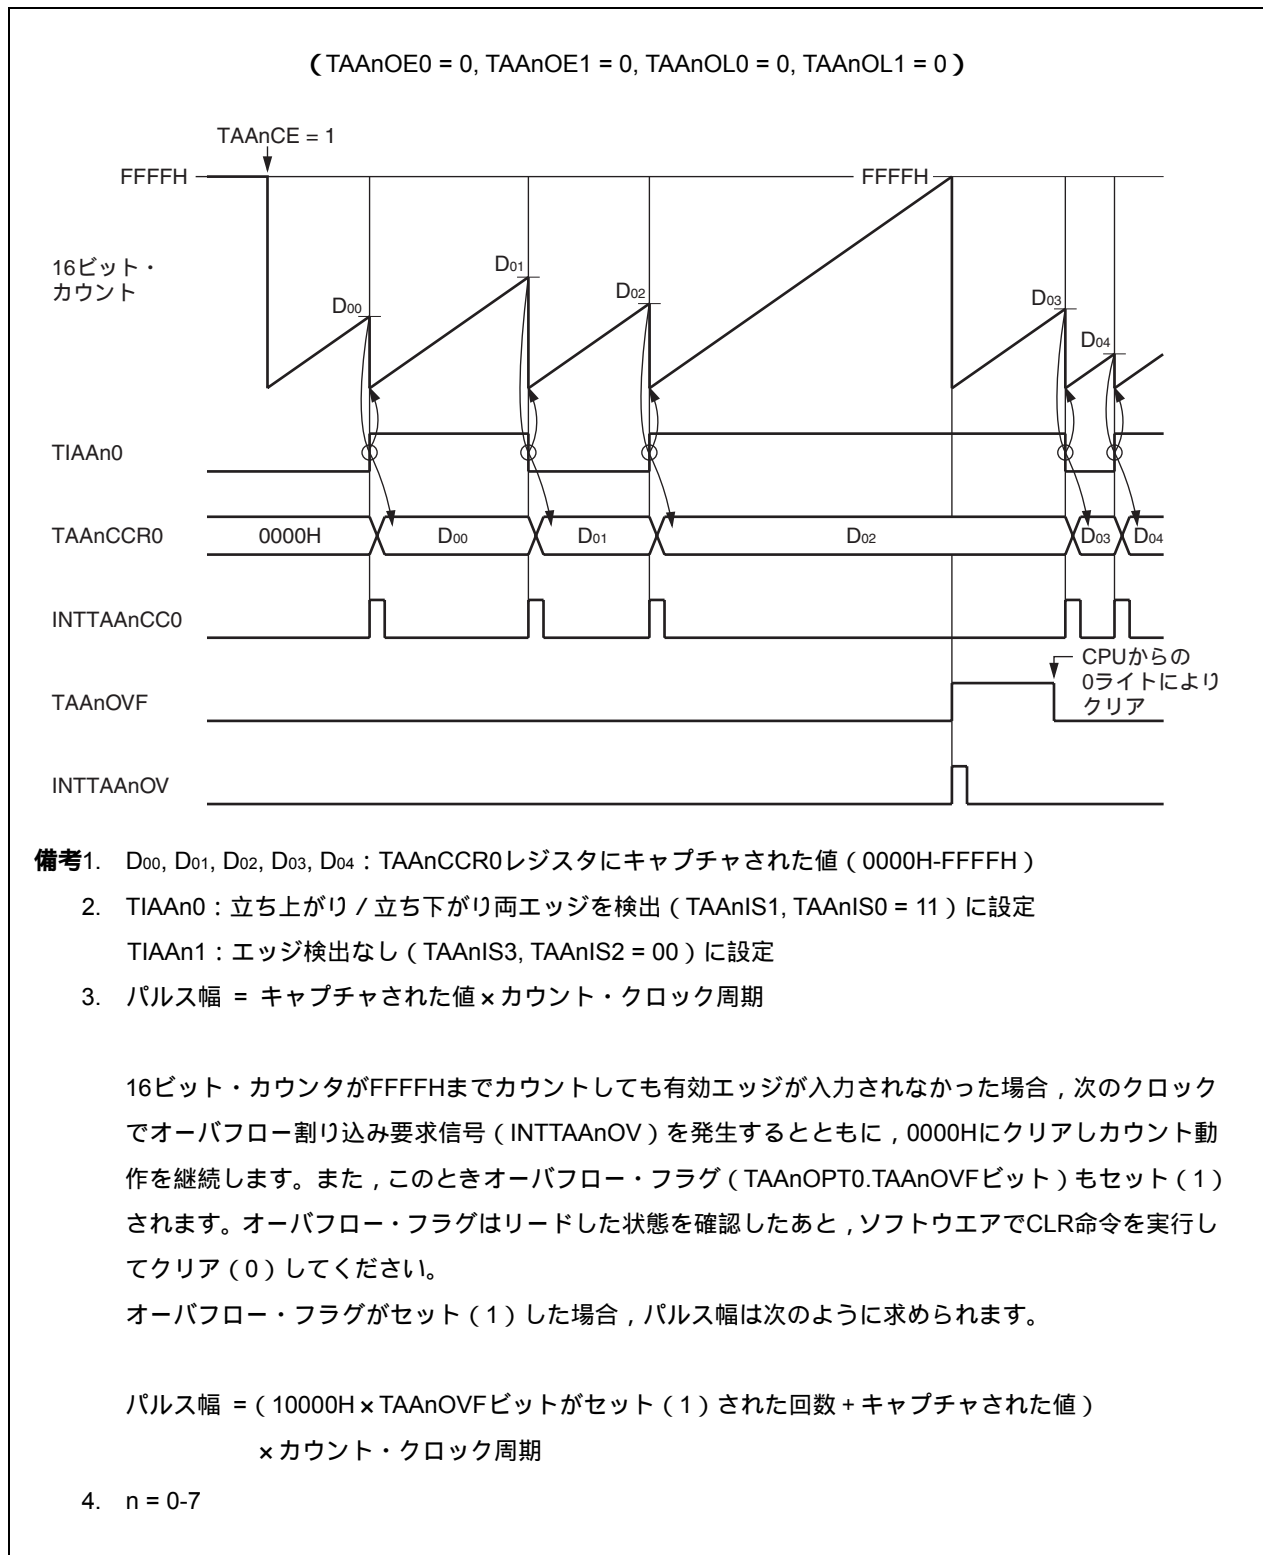 （TAAnOE0 = 0, TAAnOE1 = 0, TAAnOL0 = 0, TAAnOL1 = 0）
TAAnCE = 1
FFFFH
FFFFH
16ビット・
カウント
D00
D01
D02
D03
D04
TIAAn0
TAAnCCR0
0000H
D00
D01
D02
D03
D04
INTTAAnCC0
CPUからの
0ライトにより
クリア
TAAnOVF
INTTAAnOV
備考1. D00, D01, D02, D03, D04：TAAnCCR0レジスタにキャプチャされた値（0000H-FFFFH）
2. TIAAn0：立ち上がり／立ち下がり両エッジを検出（TAAnIS1, TAAnIS0 = 11）に設定
TIAAn1：エッジ検出なし（TAAnIS3, TAAnIS2 = 00）に設定
3. パルス幅 = キャプチャされた値×カウント・クロック周期
16ビット・カウンタがFFFFHまでカウントしても有効エッジが入力されなかった場合，次のクロック
でオーバフロー割り込み要求信号（INTTAAnOV）を発生するとともに，0000Hにクリアしカウント動
作を継続します。また，このときオーバフロー・フラグ（TAAnOPT0.TAAnOVFビット）もセット（1）
されます。オーバフロー・フラグはリードした状態を確認したあと，ソフトウエアでCLR命令を実行し
てクリア（0）してください。
オーバフロー・フラグがセット（1）した場合，パルス幅は次のように求められます。
パルス幅 =（10000H×TAAnOVFビットがセット（1）された回数+キャプチャされた値）
×カウント・クロック周期
4. n = 0-7